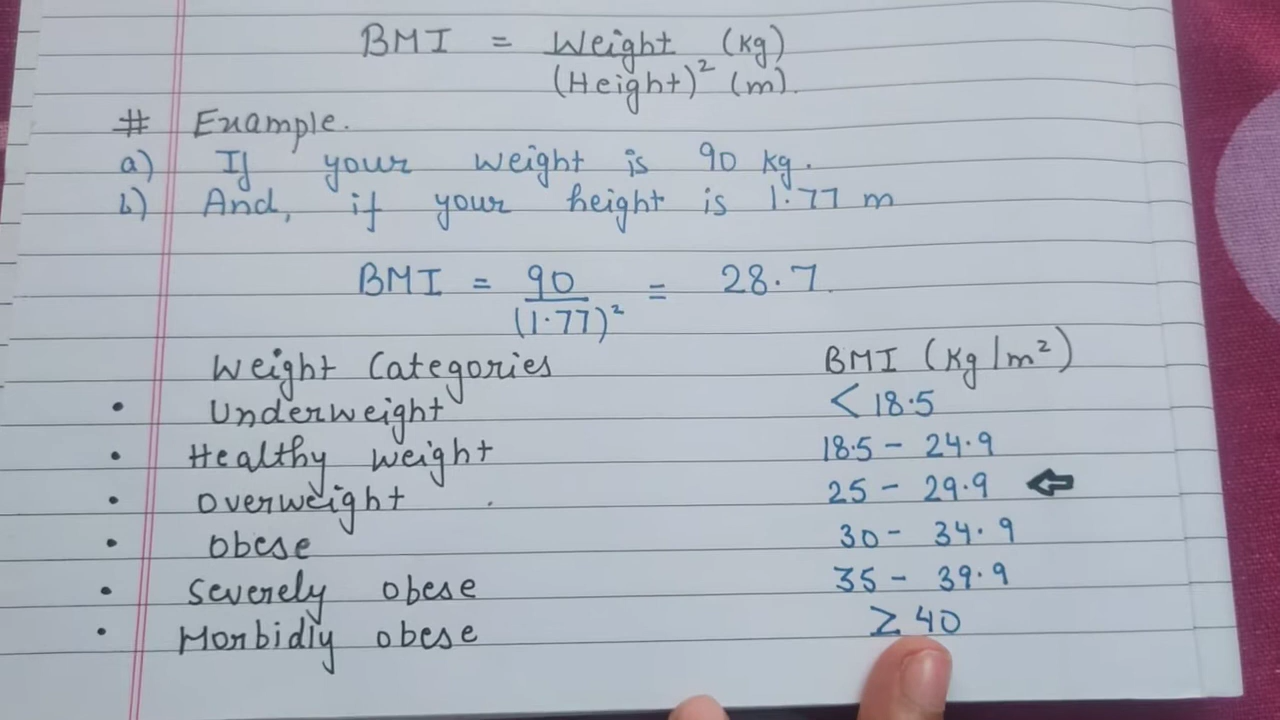 BMI = Weight (kg)
(Height)² (m).
# Example.
a) If your weight is 90 kg.
b) And, if your height is 1.77 m
BMI = 90 = 28.7
(1.77)²
Weight Categories BMI (Kg/m²)
• Underweight < 18.5
• Healthy weight 18.5 - 24.9
• Overweight 25 - 29.9 ⇦
• Obese 30 - 34.9
• Severely obese 35 - 39.9
• Morbidly obese ≥ 40